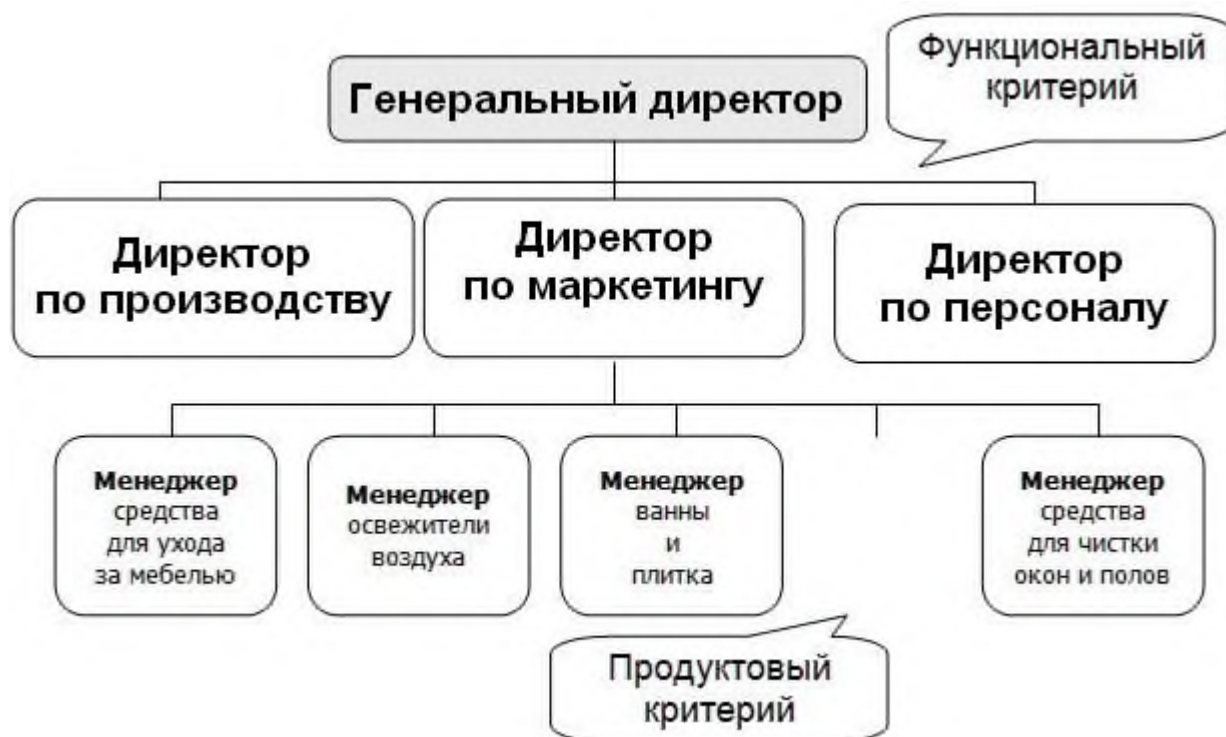 Функциональный
критерий
Генеральный директор
Директор
по производству
Директор
по маркетингу
Директор
по персоналу
Менеджер
средства
для ухода
за мебелью
Менеджер
освежители
воздуха
Менеджер
ванны
и
плитка
Менеджер
средства
для чистки
окон и полов
Продуктовый
критерий